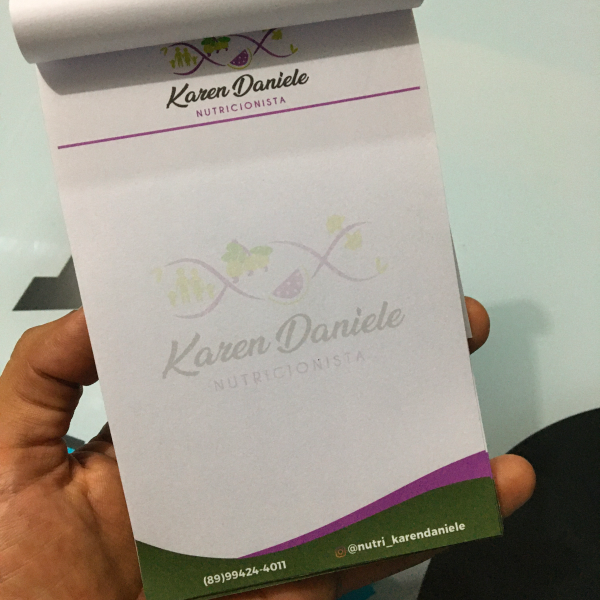 Karen Daniele
NUTRICIONISTA
Karen Daniele
NUTRICIONISTA
(89)99424-4011
@nutri_karendaniele